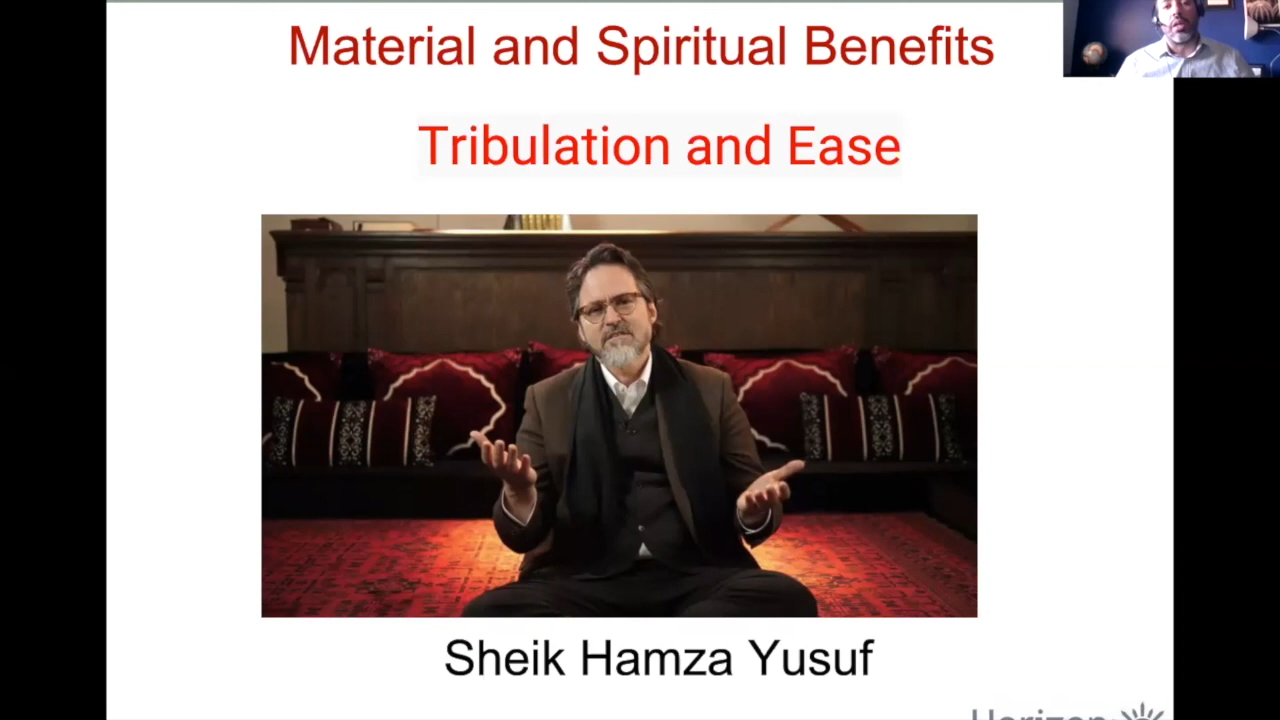 Material and Spiritual Benefits
Tribulation and Ease
Sheik Hamza Yusuf